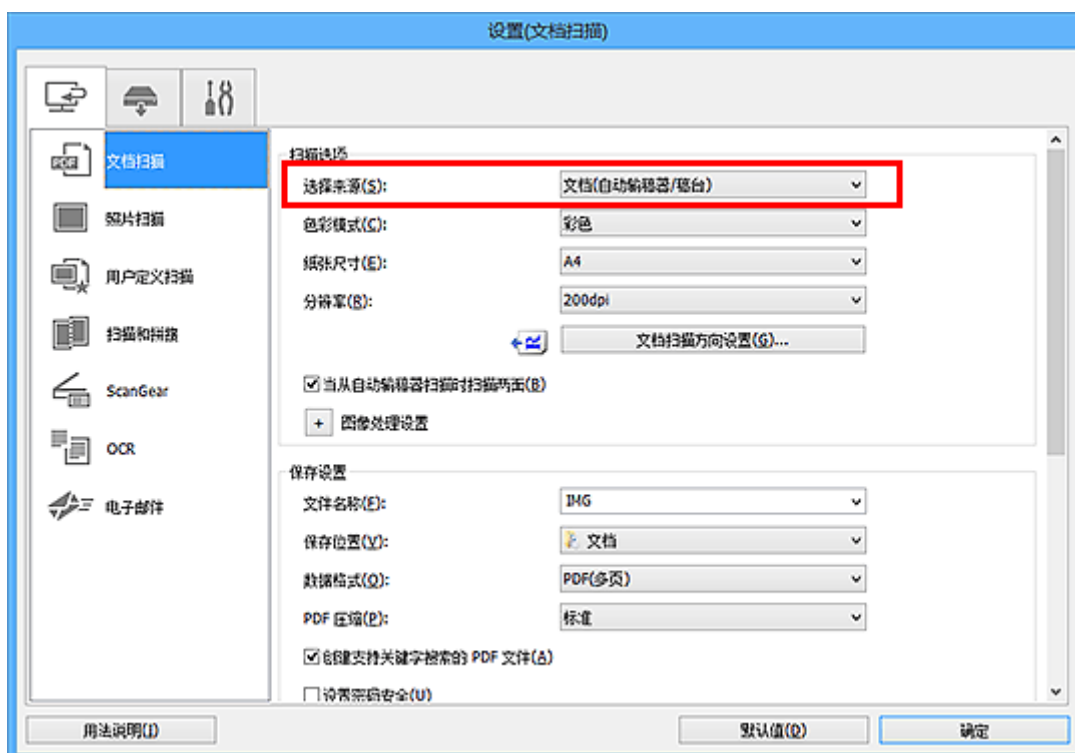 设置(文档扫描)
文档扫描
照片扫描
用户定义扫描
扫描和拼接
ScanGear
OCR
电子邮件
扫描选项
选择来源(S): 文档(自动输稿器/稿台)
色彩模式(C): 彩色
纸张尺寸(E): A4
分辨率(R): 200dpi
文档扫描方向设置(G)...
当从自动输稿器扫描时扫描两面(B)
+ 图像处理设置
保存设置
文件名称(F): IMG
保存位置(V): 文档
数据格式(O): PDF(多页)
PDF 压缩(P): 标准
创建支持关键字搜索的 PDF 文件(A)
设置密码安全(U)
用法说明(I) 默认值(D) 确定